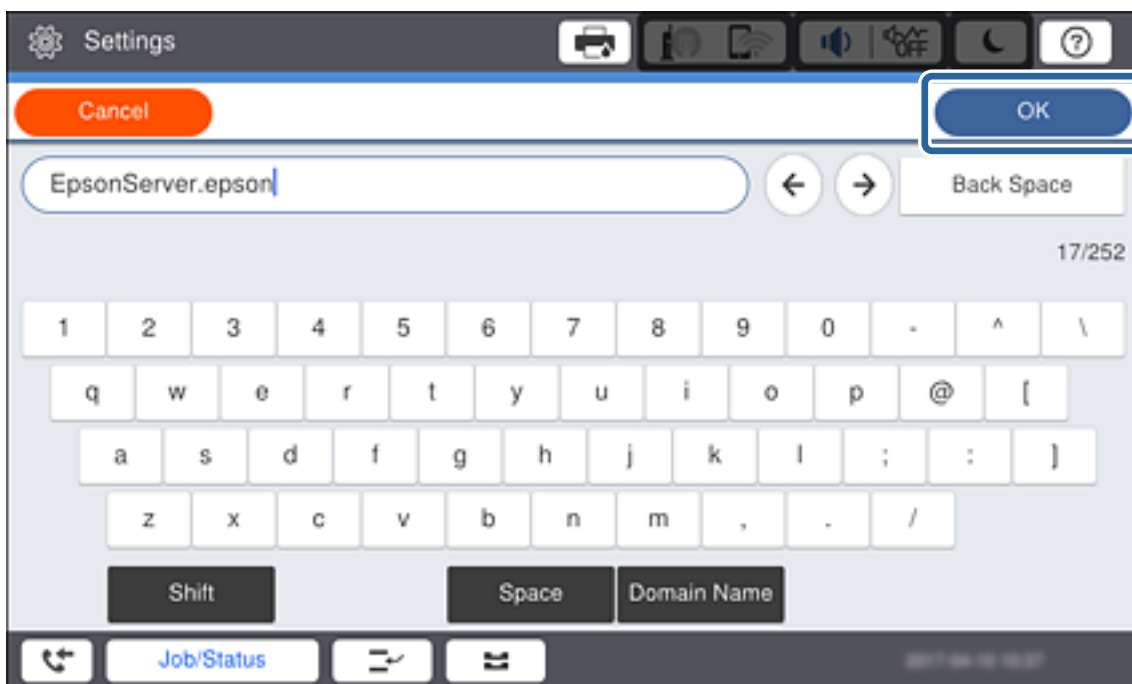 Settings
OFF
Cancel OK
EpsonServer.epson Back Space
17/252
1 2 3 4 5 6 7 8 9 0 - ^ \
q w e r t y u i o p @ [
a s d f g h j k l ; : ]
z x c v b n m , . /
Shift Space Domain Name
Job/Status